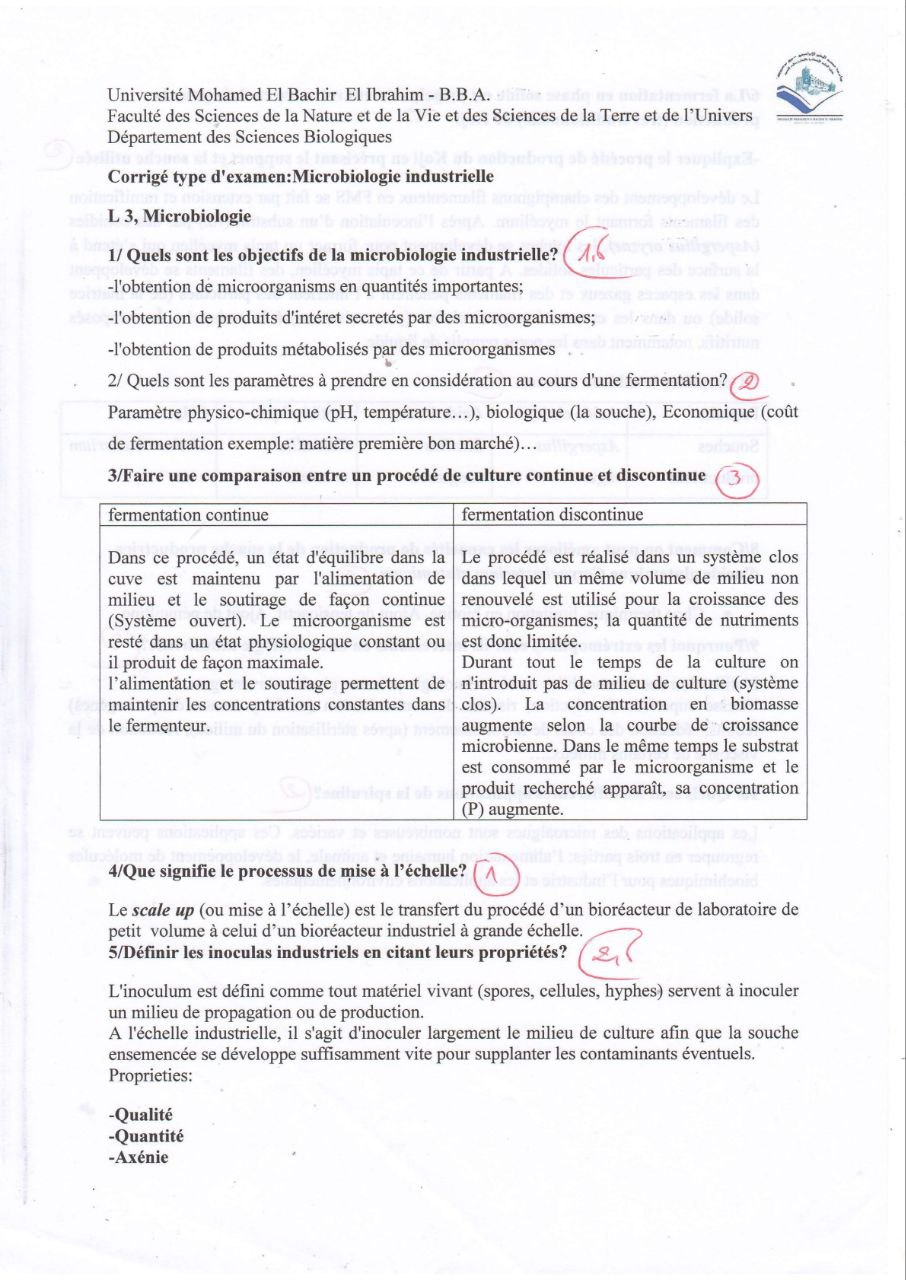 Université Mohamed El Bachir El Ibrahim - B.B.A.
Faculté des Sciences de la Nature et de la Vie et des Sciences de la Terre et de l’Univers
Département des Sciences Biologiques
Corrigé type d'examen:Microbiologie industrielle
L 3, Microbiologie
1/ Quels sont les objectifs de la microbiologie industrielle?
-l'obtention de microorganisms en quantités importantes;
-l'obtention de produits d'intéret secretés par des microorganismes;
-l'obtention de produits métabolisés par des microorganismes
2/ Quels sont les paramètres à prendre en considération au cours d'une fermentation? 2
Paramètre physico-chimique (pH, température…), biologique (la souche), Economique (coût
de fermentation exemple: matière première bon marché)…
3/Faire une comparaison entre un procédé de culture continue et discontinue 3
fermentation continue
Dans ce procédé, un état d'équilibre dans la
cuve est maintenu par l'alimentation de
milieu et le soutirage de façon continue
(Système ouvert). Le microorganisme est
resté dans un état physiologique constant ou
il produit de façon maximale.
l’alimentation et le soutirage permettent de
maintenir les concentrations constantes dans
le fermenteur.
fermentation discontinue
Le procédé est réalisé dans un système clos
dans lequel un même volume de milieu non
renouvelé est utilisé pour la croissance des
micro-organismes; la quantité de nutriments
est donc limitée.
Durant tout le temps de la culture on
n'introduit pas de milieu de culture (système
clos). La concentration en biomasse
augmente selon la courbe de croissance
microbienne. Dans le même temps le substrat
est consommé par le microorganisme et le
produit recherché apparaît, sa concentration
(P) augmente.
4/Que signifie le processus de mise à l’échelle? 1
Le scale up (ou mise à l’échelle) est le transfert du procédé d’un bioréacteur de laboratoire de
petit volume à celui d’un bioréacteur industriel à grande échelle.
5/Définir les inoculas industriels en citant leurs propriétés?
L'inoculum est défini comme tout matériel vivant (spores, cellules, hyphes) servent à inoculer
un milieu de propagation ou de production.
A l'échelle industrielle, il s'agit d'inoculer largement le milieu de culture afin que la souche
ensemencée se développe suffisamment vite pour supplanter les contaminants éventuels.
Proprieties:
-Qualité
-Quantité
-Axénie